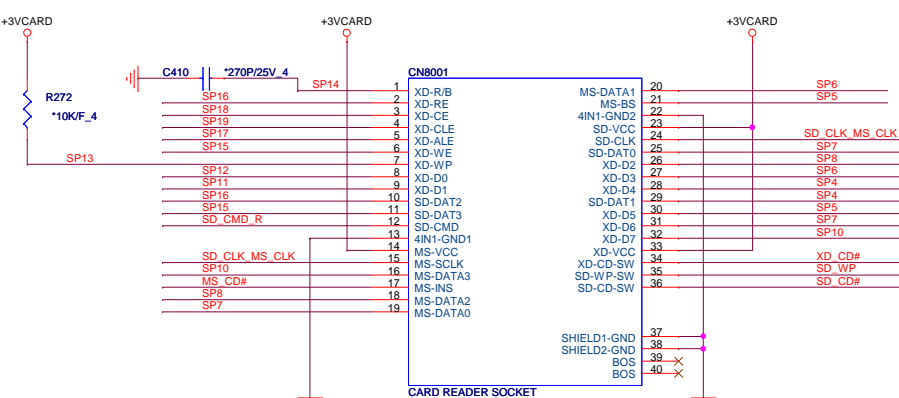 +3VCARD
+3VCARD
+3VCARD
C410 *270P/25V_4
R272
*10K/F_4
CN8001
SP14 1 XD-R/B
SP16 2 XD-RE
SP18 3 XD-CE
SP19 4 XD-CLE
SP17 5 XD-ALE
SP15 6 XD-WE
SP13 7 XD-WP
SP12 8 XD-D0
SP11 9 XD-D1
SP16 10 SD-DAT2
SP15 11 SD-DAT3
SD_CMD_R 12 SD-CMD
13 4IN1-GND1
14 MS-VCC
SD_CLK_MS_CLK 15 MS-SCLK
SP10 16 MS-DATA3
MS_CD# 17 MS-INS
SP8 18 MS-DATA2
SP7 19 MS-DATA0
MS-DATA1 20 SP6
MS-BS 21 SP5
4IN1-GND2 22
SD-VCC 23
SD-CLK 24 SD_CLK_MS_CLK
SD-DAT0 25 SP7
XD-D2 26 SP8
XD-D3 27 SP6
XD-D4 28 SP4
SD-DAT1 29 SP4
XD-D5 30 SP5
XD-D6 31 SP7
XD-D7 32 SP10
XD-VCC 33
XD-CD-SW 34 XD_CD#
SD-WP-SW 35 SD_WP
SD-CD-SW 36 SD_CD#
SHIELD1-GND 37
SHIELD2-GND 38
BOS 39
BOS 40
CARD READER SOCKET